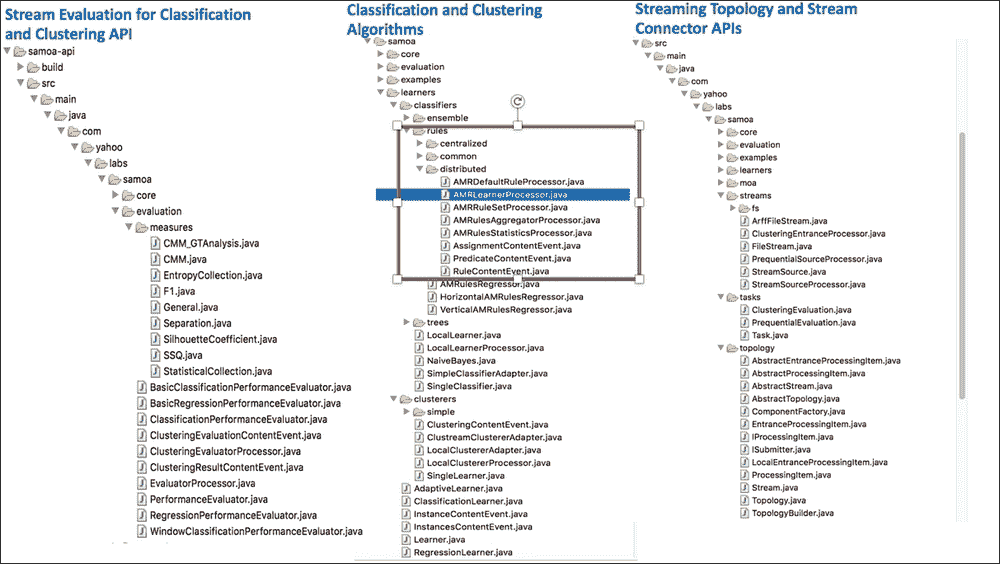 Stream Evaluation for Classification
and Clustering API
samoa-api
build
src
main
java
com
yahoo
labs
samoa
core
evaluation
measures
CMM_GTAnalysis.java
CMM.java
EntropyCollection.java
F1.java
General.java
Separation.java
SilhouetteCoefficient.java
SSQ.java
StatisticalCollection.java
BasicClassificationPerformanceEvaluator.java
BasicRegressionPerformanceEvaluator.java
ClassificationPerformanceEvaluator.java
ClusteringEvaluationContentEvent.java
ClusteringEvaluatorProcessor.java
ClusteringResultContentEvent.java
EvaluatorProcessor.java
PerformanceEvaluator.java
RegressionPerformanceEvaluator.java
WindowClassificationPerformanceEvaluator.java
Classification and Clustering
Algorithms
samoa
core
evaluation
examples
learners
classifiers
ensemble
rules
centralized
common
distributed
AMRDefaultRuleProcessor.java
AMRLearnerProcessor.java
AMRRuleSetProcessor.java
AMRulesAggregatorProcessor.java
AMRulesStatisticsProcessor.java
AssignmentContentEvent.java
PredicateContentEvent.java
RuleContentEvent.java
AMRulesRegressor.java
HorizontalAMRulesRegressor.java
VerticalAMRulesRegressor.java
trees
LocalLearner.java
LocalLearnerProcessor.java
NaiveBayes.java
SimpleClassifierAdapter.java
SingleClassifier.java
clusterers
simple
ClusteringContentEvent.java
ClustreamClustererAdapter.java
LocalClustererAdapter.java
LocalClustererProcessor.java
SingleLearner.java
AdaptiveLearner.java
ClassificationLearner.java
InstanceContentEvent.java
InstancesContentEvent.java
Learner.java
RegressionLearner.java
Streaming Topology and Stream
Connector APIs
src
main
java
com
yahoo
labs
samoa
core
evaluation
examples
learners
moa
streams
fs
ArffFileStream.java
ClusteringEntranceProcessor.java
FileStream.java
PrequentialSourceProcessor.java
StreamSource.java
StreamSourceProcessor.java
tasks
ClusteringEvaluation.java
PrequentialEvaluation.java
Task.java
topology
AbstractEntranceProcessingItem.java
AbstractProcessingItem.java
AbstractStream.java
AbstractTopology.java
ComponentFactory.java
EntranceProcessingItem.java
IProcessingItem.java
ISubmitter.java
LocalEntranceProcessingItem.java
ProcessingItem.java
Stream.java
Topology.java
TopologyBuilder.java